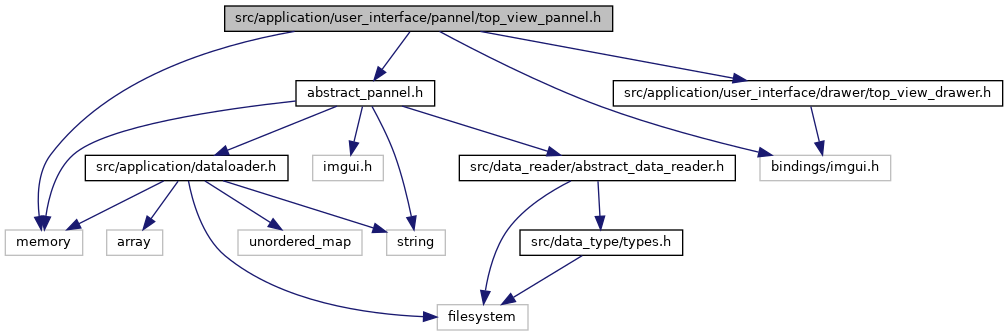 src/application/user_interface/pannel/top_view_pannel.h
abstract_pannel.h
src/application/user_interface/drawer/top_view_drawer.h
src/application/dataloader.h
imgui.h
src/data_reader/abstract_data_reader.h
bindings/imgui.h
memory
array
unordered_map
string
src/data_type/types.h
filesystem